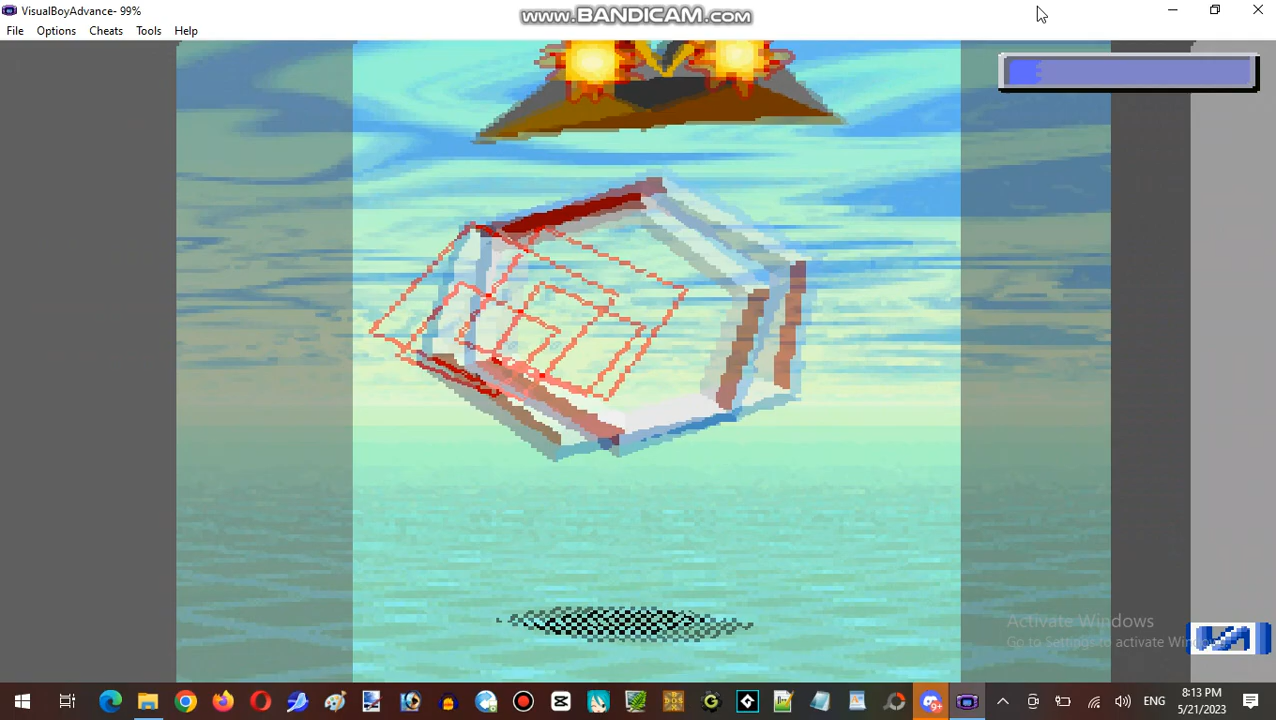 VisualBoyAdvance- 99%
www.BANDICAM.com
File Options Cheats Tools Help
Activate Windows
Go to Settings to activate
ENG
8:13 PM
5/21/2023